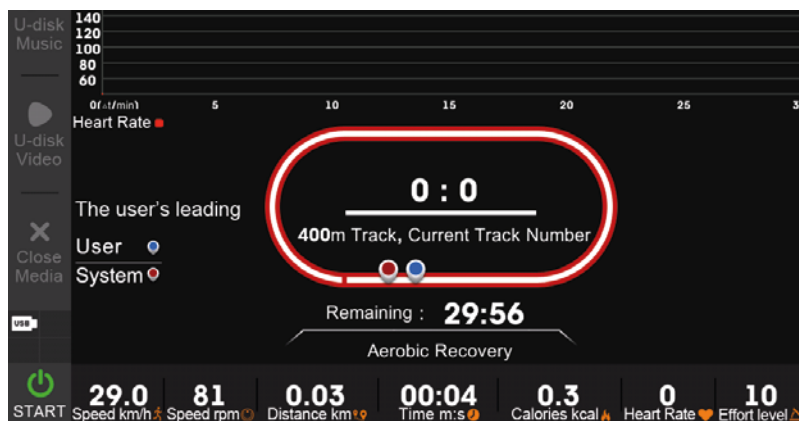 U-disk
Music
U-disk
Video
Close
Media
USB
START
140
120
100
80
60
0(△t/min) 5 10 15 20 25 3
Heart Rate
The user's leading
User
System
0 : 0
400m Track, Current Track Number
Remaining : 29:56
Aerobic Recovery
29.0 81 0.03 00:04 0.3 0 10
Speed km/h Speed rpm Distance km Time m:s Calories kcal Heart Rate Effort level